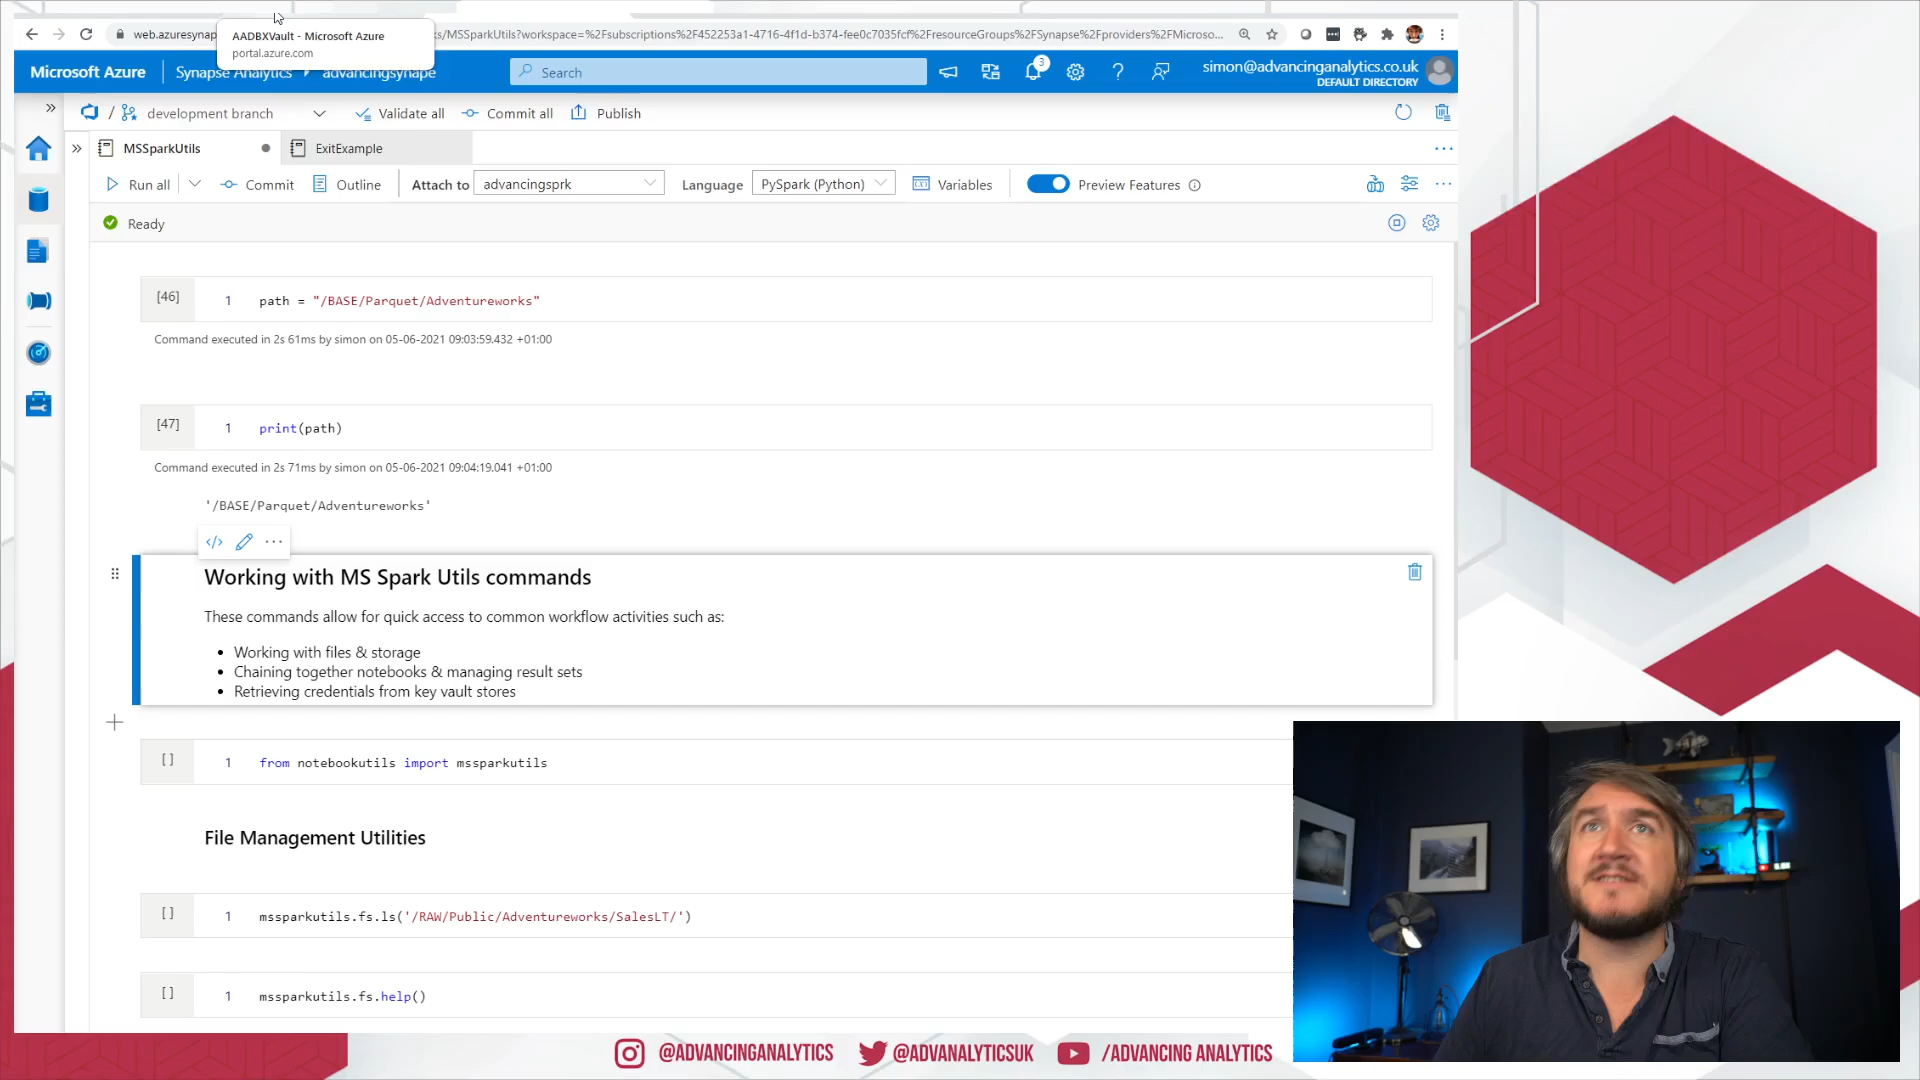 AADBXVault - Microsoft Azure
portal.azure.com
web.azuresynap
ks/MSSparkUtils?workspace=%2Fsubscriptions%2F452253a1-4716-4f1d-b374-fee0c7035fcf%2FresourceGroups%2FSynapse%2Fproviders%2FMicroso...
Microsoft Azure
Synapse Analytics
advancingsynapse
Search
3
simon@advancinganalytics.co.uk
DEFAULT DIRECTORY
/ development branch
Validate all
Commit all
Publish
MSSparkUtils
ExitExample
Run all
Commit
Outline
Attach to
advancingsprk
Language
PySpark (Python)
Variables
Preview Features
Ready
[46]
1 path = "/BASE/Parquet/Adventureworks"
Command executed in 2s 61ms by simon on 05-06-2021 09:03:59.432 +01:00
[47]
1 print(path)
Command executed in 2s 71ms by simon on 05-06-2021 09:04:19.041 +01:00
'/BASE/Parquet/Adventureworks'
Working with MS Spark Utils commands
These commands allow for quick access to common workflow activities such as:
• Working with files & storage
• Chaining together notebooks & managing result sets
• Retrieving credentials from key vault stores
[ ]
1 from notebookutils import mssparkutils
File Management Utilities
[ ]
1 mssparkutils.fs.ls('/RAW/Public/Adventureworks/SalesLT/')
[ ]
1 mssparkutils.fs.help()
@ADVANCINGANALYTICS
@ADVANALYTICSUK
/ADVANCING ANALYTICS